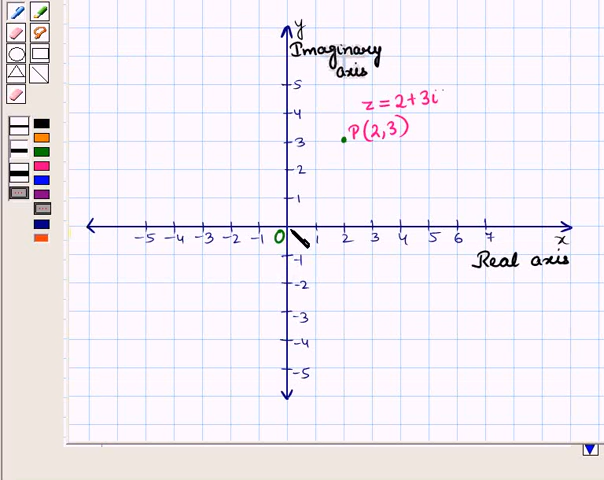 y
Imaginary
axis
5
z = 2+3i
4
P(2,3)
3
2
1
-5 -4 -3 -2 -1 0 1 2 3 4 5 6 7 x
Real axis
-1
-2
-3
-4
-5